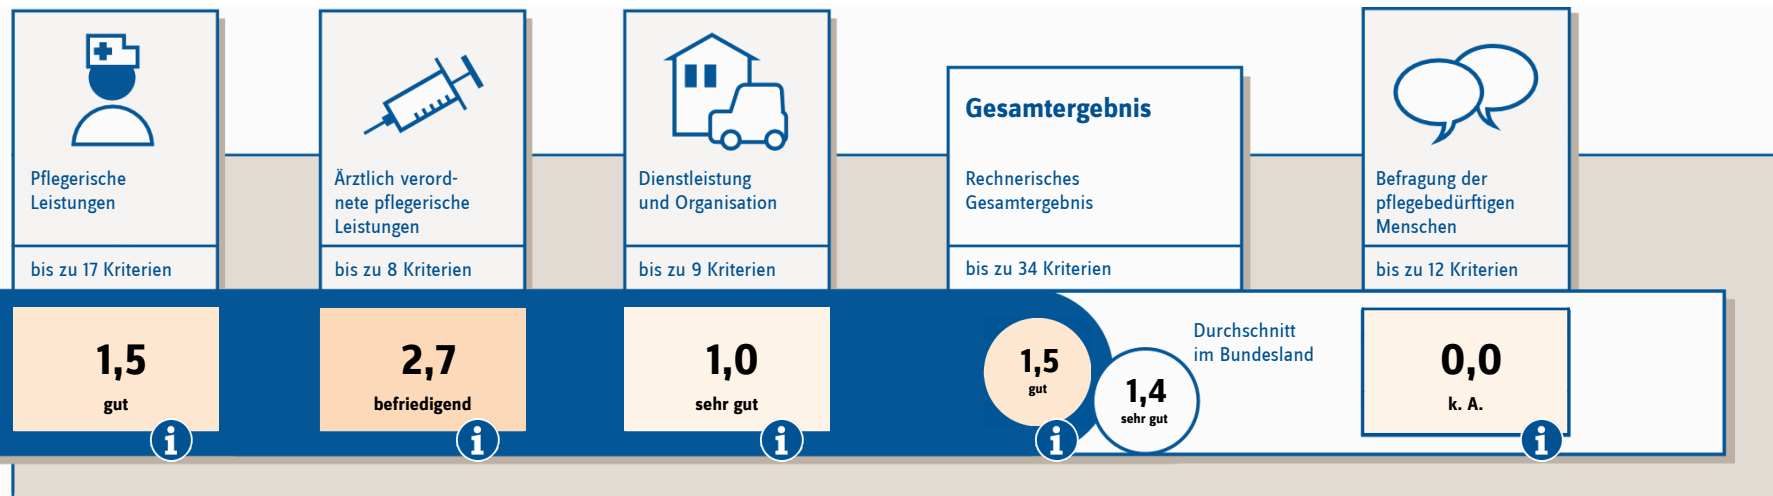 Pflegerische
Leistungen
bis zu 17 Kriterien
1,5
gut
Ärztlich verord-
nete pflegerische
Leistungen
bis zu 8 Kriterien
2,7
befriedigend
Dienstleistung
und Organisation
bis zu 9 Kriterien
1,0
sehr gut
Gesamtergebnis
Rechnerisches
Gesamtergebnis
bis zu 34 Kriterien
1,5
gut
Durchschnitt
im Bundesland
1,4
sehr gut
Befragung der
pflegebedürftigen
Menschen
bis zu 12 Kriterien
0,0
k. A.